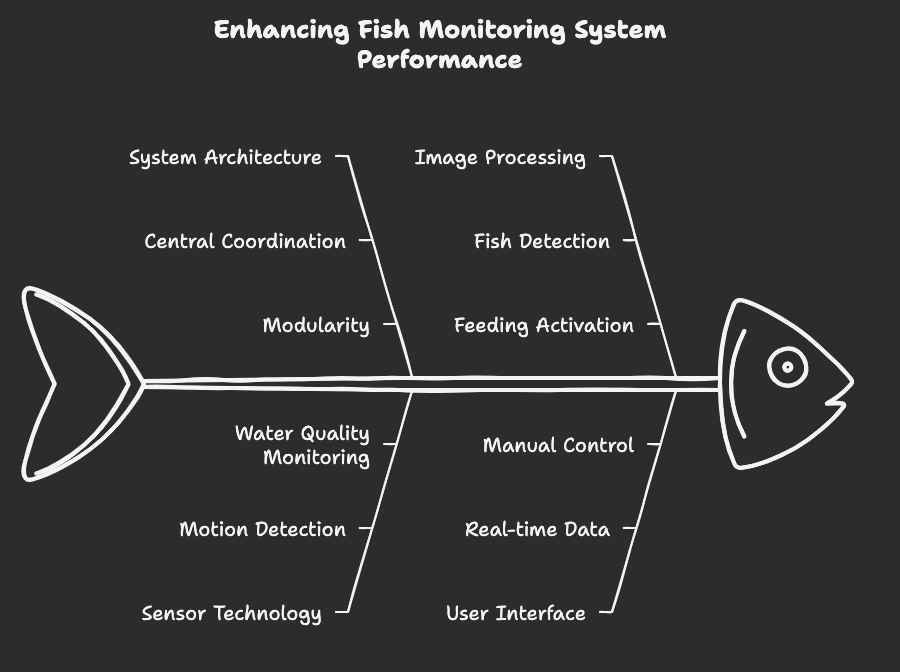 Enhancing Fish Monitoring System
Performance
System Architecture
Central Coordination
Modularity
Image Processing
Fish Detection
Feeding Activation
Water Quality
Monitoring
Motion Detection
Sensor Technology
Manual Control
Real-time Data
User Interface